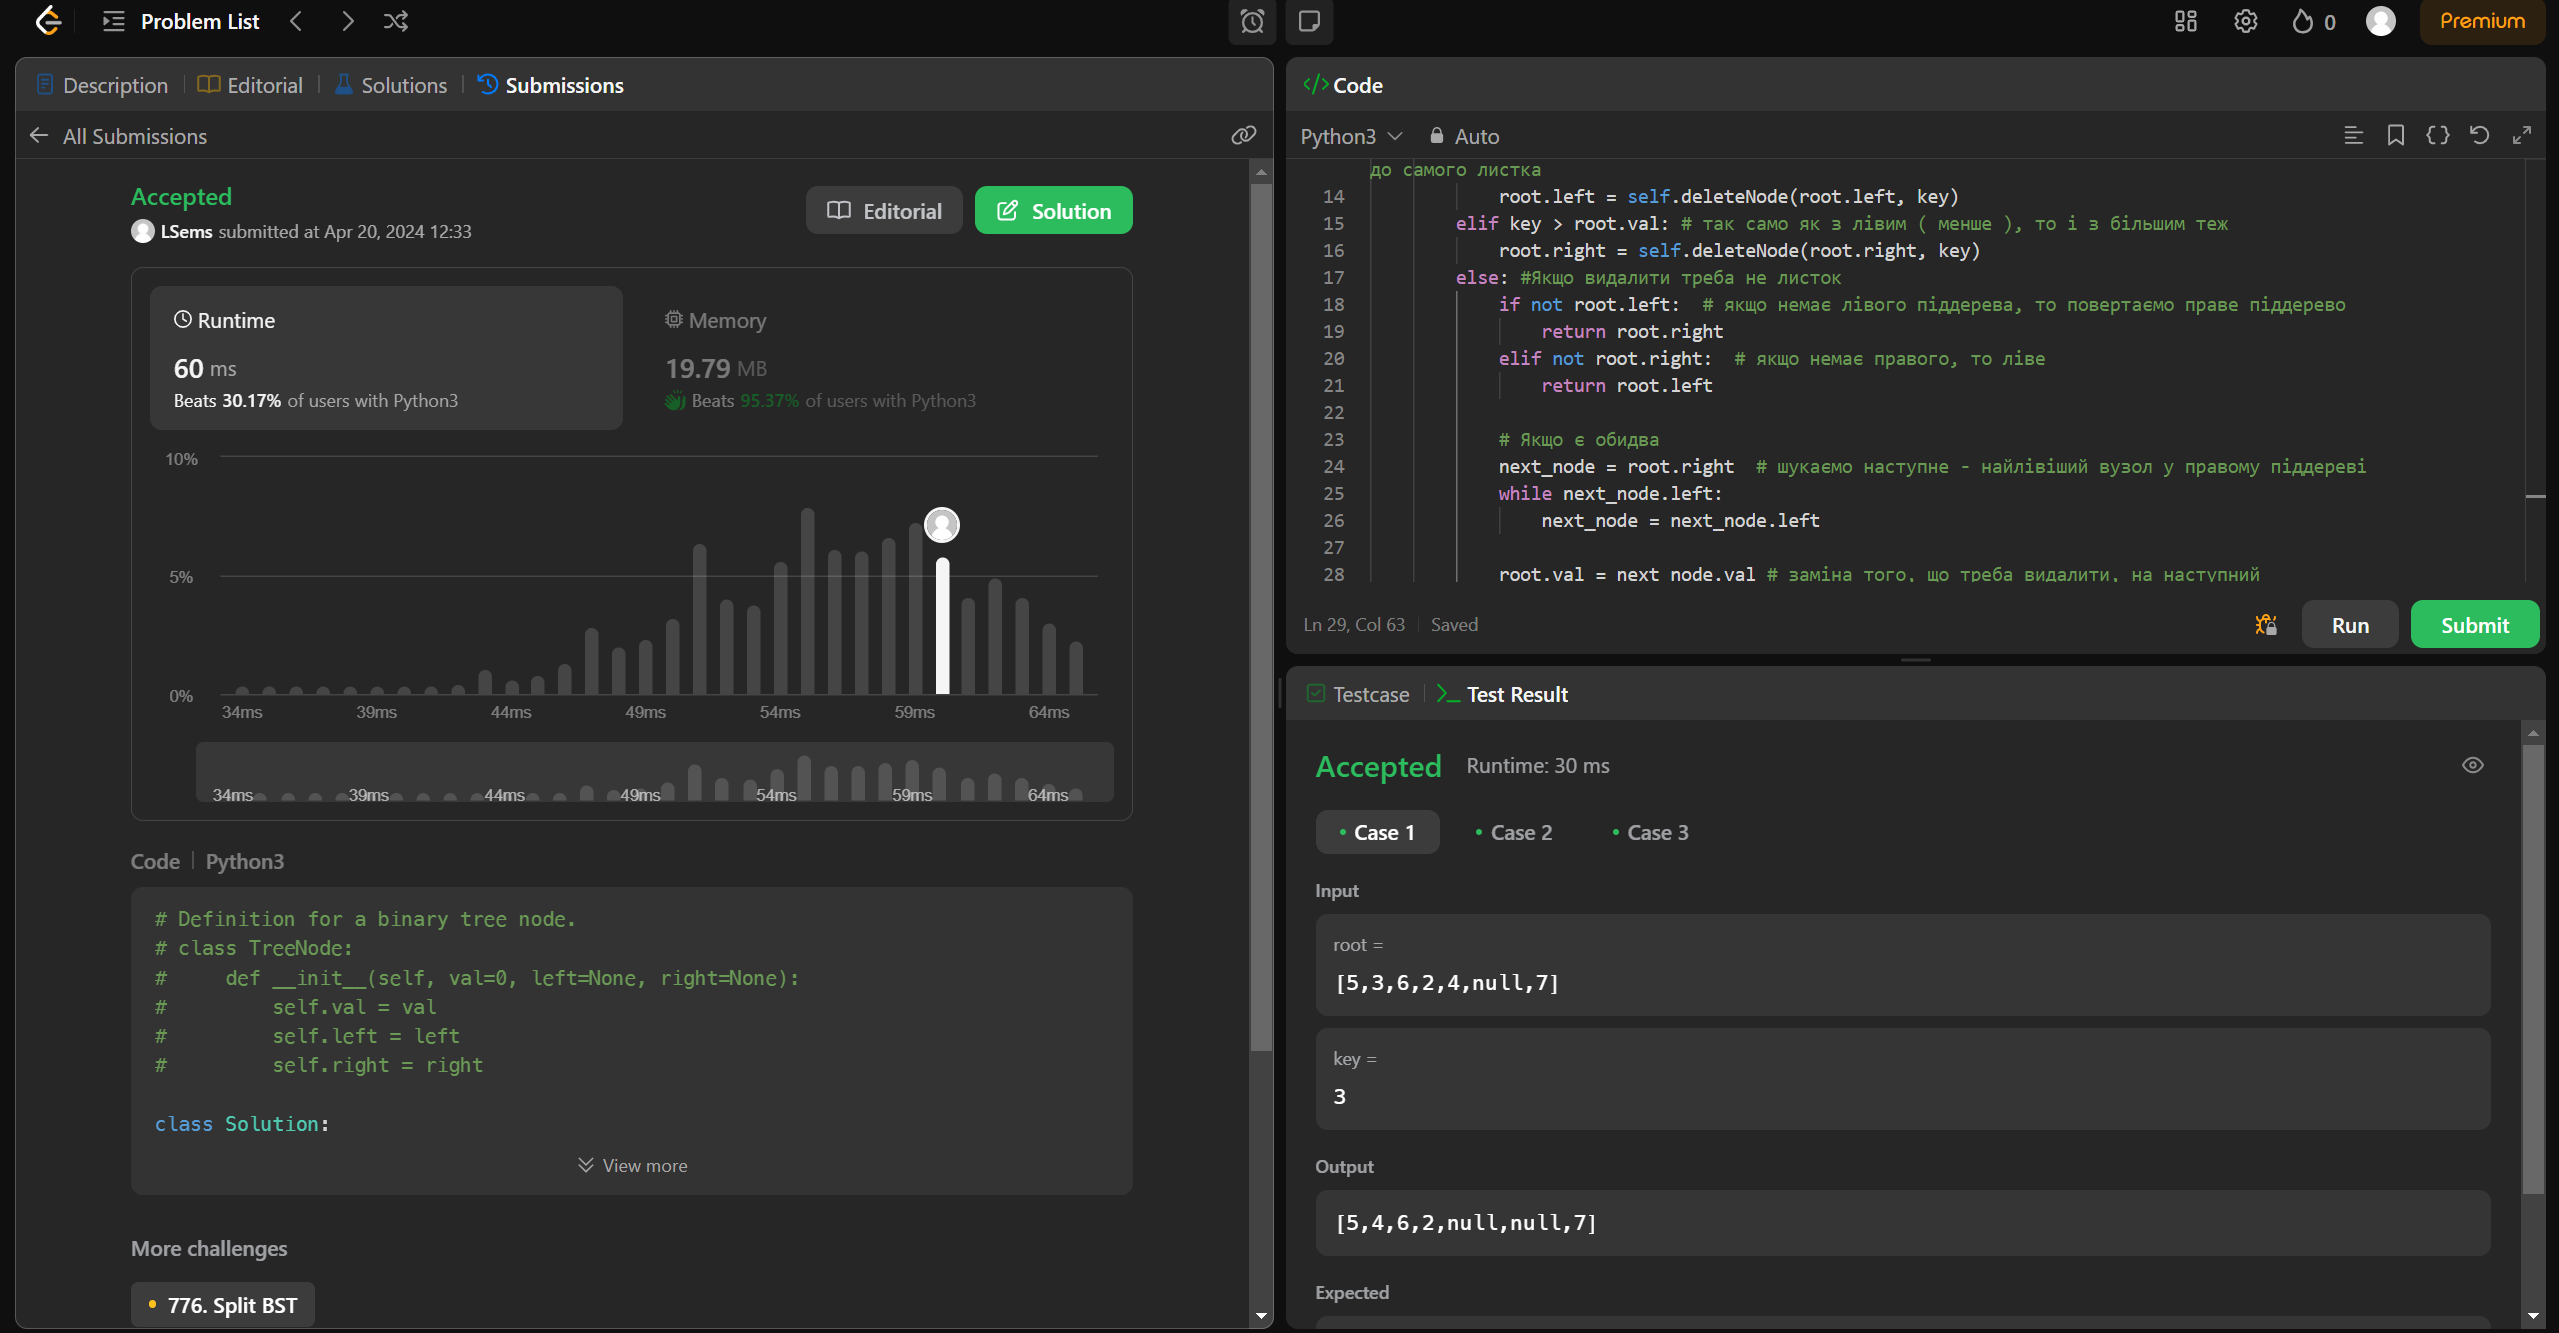 Problem List
0
Premium
Description
Editorial
Solutions
Submissions
All Submissions
Accepted
LSems submitted at Apr 20, 2024 12:33
Editorial
Solution
Runtime
60 ms
Beats 30.17% of users with Python3
Memory
19.79 MB
Beats 95.37% of users with Python3
10%
5%
0%
34ms 39ms 44ms 49ms 54ms 59ms 64ms
34ms 39ms 44ms 49ms 54ms 59ms 64ms
Code | Python3
# Definition for a binary tree node.
# class TreeNode:
#     def __init__(self, val=0, left=None, right=None):
#         self.val = val
#         self.left = left
#         self.right = right
class Solution:
View more
More challenges
776. Split BST
</> Code
Python3
Auto
до самого листка
14 root.left = self.deleteNode(root.left, key)
15 elif key > root.val: # так само як з лівим ( менше ), то і з більшим теж
16 root.right = self.deleteNode(root.right, key)
17 else: #Якщо видалити треба не листок
18 if not root.left:  # якщо немає лівого піддерева, то повертаємо праве піддерево
19 return root.right
20 elif not root.right:  # якщо немає правого, то ліве
21 return root.left
22
23 # Якщо є обидва
24 next_node = root.right  # шукаємо наступне - найлівіший вузол у правому піддереві
25 while next_node.left:
26 next_node = next_node.left
27
28 root.val = next_node.val # заміна того, що треба видалити, на наступний
Ln 29, Col 63
Saved
Run
Submit
Testcase
>_ Test Result
Accepted
Runtime: 30 ms
Case 1
Case 2
Case 3
Input
root =
[5,3,6,2,4,null,7]
key =
3
Output
[5,4,6,2,null,null,7]
Expected